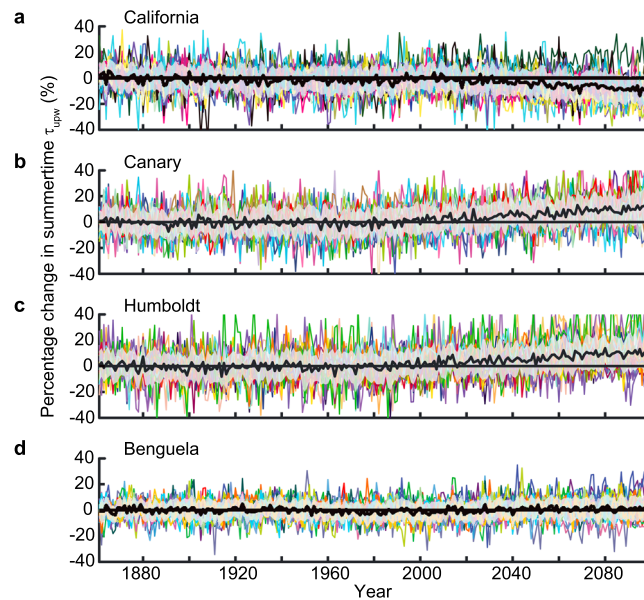 a California
40
20
0
-20
-40
b Canary
40
20
0
-20
-40
c Humboldt
40
20
0
-20
-40
d Benguela
40
20
0
-20
-40
1880 1920 1960 2000 2040 2080
Year
Percentage change in summertime τupw (%)